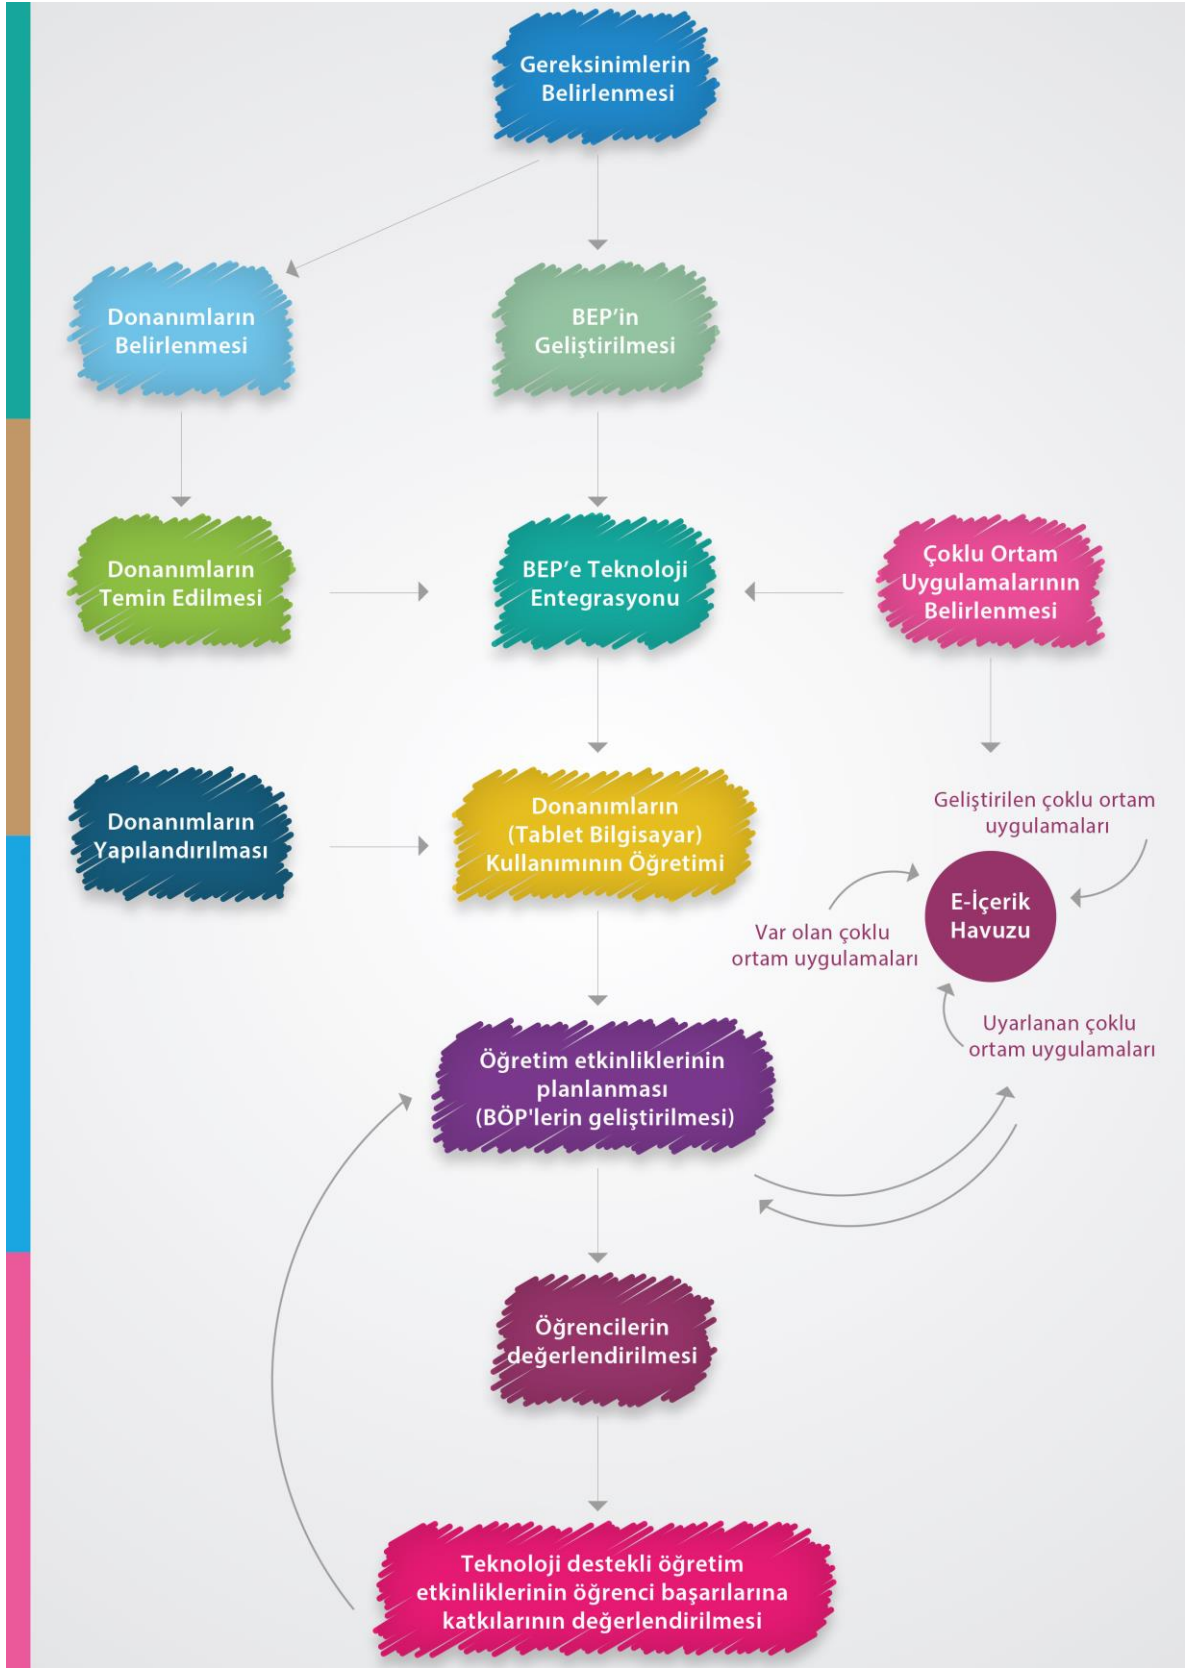 Gereksinimlerin
Belirlenmesi
Donanımların
Belirlenmesi
BEP’in
Geliştirilmesi
Donanımların
Temin Edilmesi
BEP’e Teknoloji
Entegrasyonu
Çoklu Ortam
Uygulamalarının
Belirlenmesi
Donanımların
Yapılandırılması
Donanımların
(Tablet Bilgisayar)
Kullanımının Öğretimi
Geliştirilen çoklu ortam
uygulamaları
E-İçerik
Havuzu
Var olan çoklu
ortam uygulamaları
Uyarlanan çoklu
ortam uygulamaları
Öğretim etkinliklerinin
planlanması
(BÖP'lerin geliştirilmesi)
Öğrencilerin
değerlendirilmesi
Teknoloji destekli öğretim
etkinliklerinin öğrenci başarılarına
katkılarının değerlendirilmesi